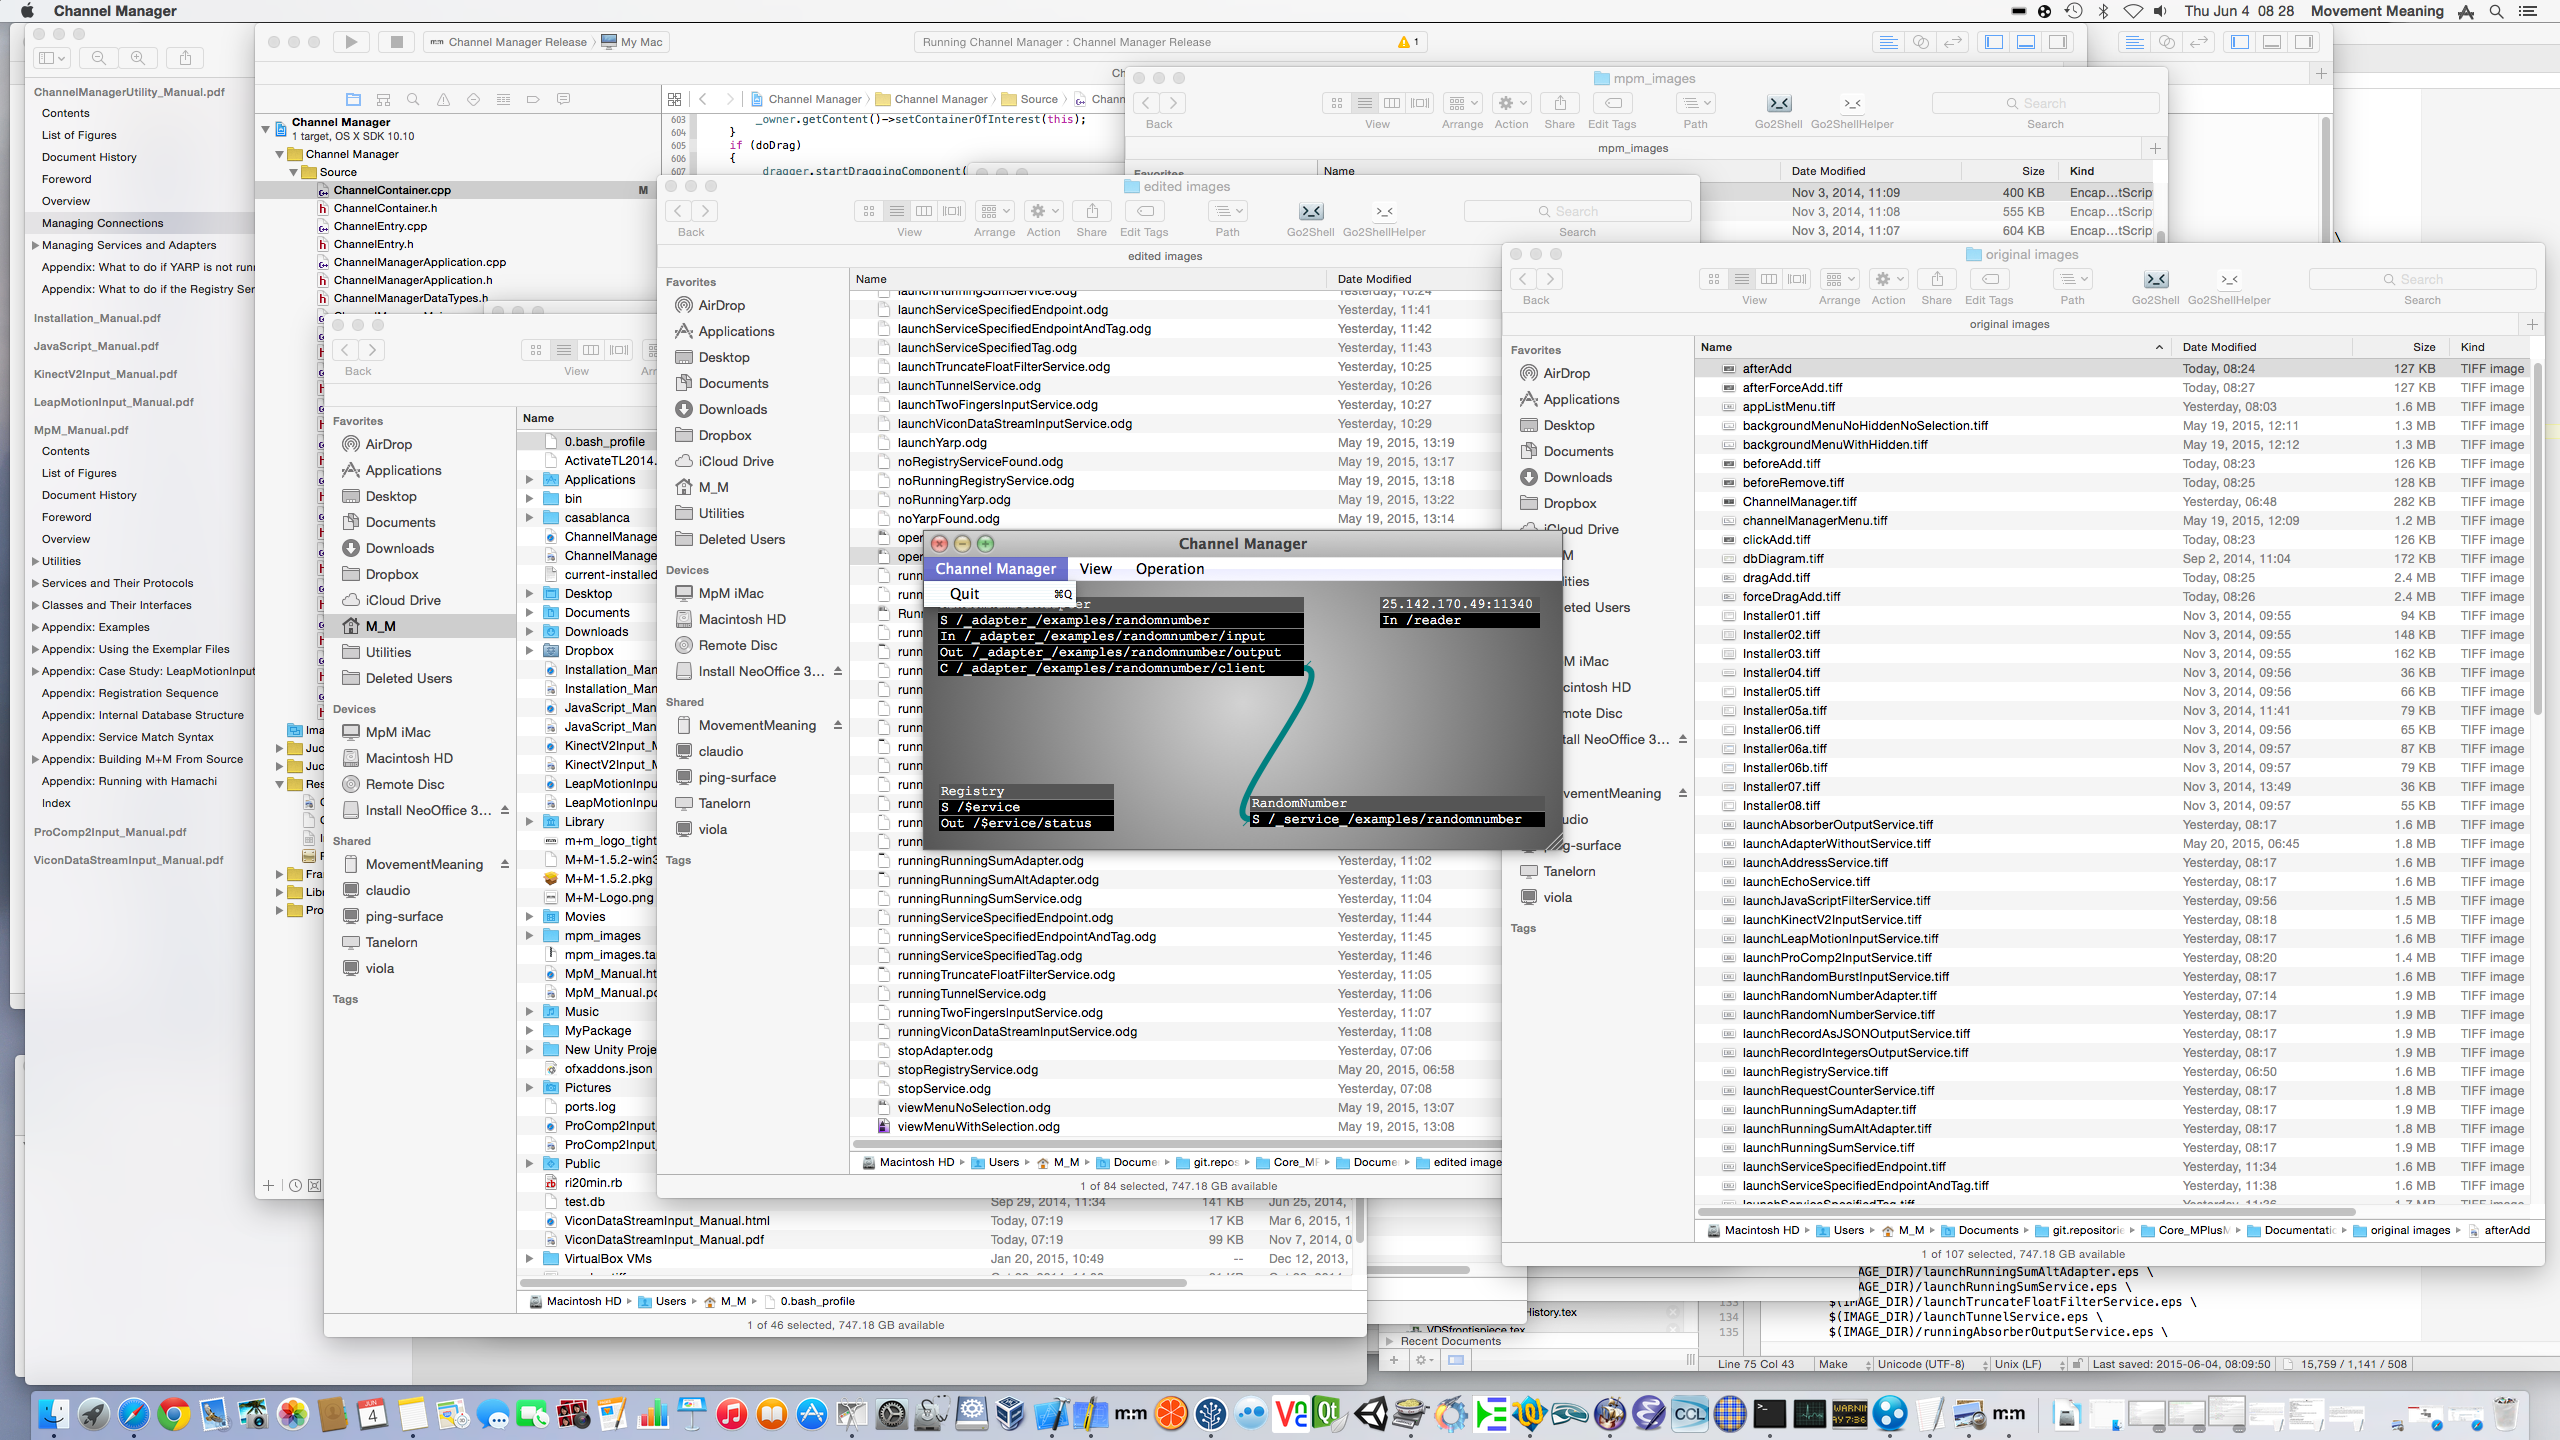 Channel Manager
Thu Jun 4 08 28 Movement Meaning
Channel Manager Release
My Mac
Running Channel Manager : Channel Manager Release
1
ChannelManagerUtility_Manual.pdf
Contents
List of Figures
Document History
Foreword
Overview
Managing Connections
Managing Services and Adapters
Appendix: What to do if YARP is not run
Appendix: What to do if the Registry Ser
Installation_Manual.pdf
JavaScript_Manual.pdf
KinectV2Input_Manual.pdf
LeapMotionInput_Manual.pdf
MpM_Manual.pdf
Contents
List of Figures
Document History
Foreword
Overview
Utilities
Services and Their Protocols
Classes and Their Interfaces
Appendix: Examples
Appendix: Using the Exemplar Files
Appendix: Case Study: LeapMotionInput
Appendix: Registration Sequence
Appendix: Internal Database Structure
Appendix: Service Match Syntax
Appendix: Building M+M From Source
Appendix: Running with Hamachi
Index
ProComp2Input_Manual.pdf
ViconDataStreamInput_Manual.pdf
Channel Manager
1 target, OS X SDK 10.10
Channel Manager
Source
ChannelContainer.cpp M
ChannelContainer.h
ChannelEntry.cpp
ChannelEntry.h
ChannelManagerApplication.cpp
ChannelManagerApplication.h
ChannelManagerDataTypes.h
Channel Manager Channel Manager Source Chann
603 _owner.getContent()->setContainerOfInterest(this);
604 }
605 if (doDrag)
606 {
607 dragger.startDraggingComponent(
mpm_images
Back View Arrange Action Share Edit Tags Path Go2Shell Go2ShellHelper Search
mpm_images
Name Date Modified Size Kind
Nov 3, 2014, 11:09 400 KB Encap...tScrip
Nov 3, 2014, 11:08 555 KB Encap...tScrip
Nov 3, 2014, 11:07 604 KB Encap...tScrip
edited images
Back View Arrange Action Share Edit Tags Path Go2Shell Go2ShellHelper Search
edited images
Favorites
AirDrop
Applications
Desktop
Documents
Downloads
Dropbox
iCloud Drive
M_M
Utilities
Deleted Users
Devices
MpM iMac
Macintosh HD
Remote Disc
Install NeoOffice 3...
Shared
MovementMeaning
claudio
ping-surface
Tanelorn
viola
Tags
Name Date Modified
launchRunningSumService.odg Yesterday, 10:24
launchServiceSpecifiedEndpoint.odg Yesterday, 11:41
launchServiceSpecifiedEndpointAndTag.odg Yesterday, 11:42
launchServiceSpecifiedTag.odg Yesterday, 11:43
launchTruncateFloatFilterService.odg Yesterday, 10:25
launchTunnelService.odg Yesterday, 10:26
launchTwoFingersInputService.odg Yesterday, 10:27
launchViconDataStreamInputService.odg Yesterday, 10:29
launchYarp.odg May 19, 2015, 13:19
noRegistryServiceFound.odg May 19, 2015, 13:17
noRunningRegistryService.odg May 19, 2015, 13:18
noRunningYarp.odg May 19, 2015, 13:22
noYarpFound.odg May 19, 2015, 13:14
runningRunningSumAdapter.odg Yesterday, 11:02
runningRunningSumAltAdapter.odg Yesterday, 11:03
runningRunningSumService.odg Yesterday, 11:04
runningServiceSpecifiedEndpoint.odg Yesterday, 11:44
runningServiceSpecifiedEndpointAndTag.odg Yesterday, 11:45
runningServiceSpecifiedTag.odg Yesterday, 11:46
runningTruncateFloatFilterService.odg Yesterday, 11:05
runningTunnelService.odg Yesterday, 11:06
runningTwoFingersInputService.odg Yesterday, 11:07
runningViconDataStreamInputService.odg Yesterday, 11:08
stopAdapter.odg Yesterday, 07:06
stopRegistryService.odg May 20, 2015, 06:58
stopService.odg Yesterday, 07:08
viewMenuNoSelection.odg May 19, 2015, 13:07
viewMenuWithSelection.odg May 19, 2015, 13:08
Macintosh HD Users M_M Docume git.repos Core_MF Docume edited image
1 of 84 selected, 747.18 GB available
Channel Manager
Channel Manager View Operation
Quit ⌘Q
S /_adapter_/examples/randomnumber
In /_adapter_/examples/randomnumber/input
Out /_adapter_/examples/randomnumber/output
C /_adapter_/examples/randomnumber/client
25.142.170.49:11340
In /reader
Registry
S /$ervice
Out /$ervice/status
RandomNumber
S /_service_/examples/randomnumber
Back View
Favorites
AirDrop
Applications
Desktop
Documents
Downloads
Dropbox
iCloud Drive
M_M
Utilities
Deleted Users
Devices
MpM iMac
Macintosh HD
Remote Disc
Install NeoOffice 3...
Shared
MovementMeaning
claudio
ping-surface
Tanelorn
viola
Tags
Name
0.bash_profile
ActivateTL2014.
Applications
bin
casablanca
ChannelManage
ChannelManage
current-installed
Desktop
Documents
Downloads
Dropbox
Installation_Man
Installation_Man
JavaScript_Man
JavaScript_Man
KinectV2Input_M
KinectV2Input_M
LeapMotionInpu
LeapMotionInpu
Library
m+m_logo_tight
M+M-1.5.2-win3
M+M-1.5.2.pkg
M+M-Logo.png
Movies
mpm_images
mpm_images.ta
MpM_Manual.ht
MpM_Manual.pd
Music
MyPackage
New Unity Proje
ofxaddons.json
Pictures
ports.log
ProComp2Input_
ProComp2Input_
Public
ri20min.rb
test.db Sep 29, 2014, 11:34 141 KB Jun 25, 2014,
ViconDataStreamInput_Manual.html Today, 07:19 17 KB Mar 6, 2015, 1
ViconDataStreamInput_Manual.pdf Today, 07:19 99 KB Nov 7, 2014, 0
VirtualBox VMs Jan 20, 2015, 10:49 -- Dec 12, 2013,
Macintosh HD Users M_M 0.bash_profile
1 of 46 selected, 747.18 GB available
original images
Back View Arrange Action Share Edit Tags Path Go2Shell Go2ShellHelper Search
original images
Favorites
AirDrop
Applications
Desktop
Documents
Downloads
Dropbox
iCloud Drive
Tanelorn
viola
Tags
Name Date Modified Size Kind
afterAdd Today, 08:24 127 KB TIFF image
afterForceAdd.tiff Today, 08:27 127 KB TIFF image
appListMenu.tiff Yesterday, 08:03 1.6 MB TIFF image
backgroundMenuNoHiddenNoSelection.tiff May 19, 2015, 12:11 1.3 MB TIFF image
backgroundMenuWithHidden.tiff May 19, 2015, 12:12 1.3 MB TIFF image
beforeAdd.tiff Today, 08:23 126 KB TIFF image
beforeRemove.tiff Today, 08:25 128 KB TIFF image
ChannelManager.tiff Yesterday, 06:48 282 KB TIFF image
channelManagerMenu.tiff May 19, 2015, 12:09 1.2 MB TIFF image
clickAdd.tiff Today, 08:23 126 KB TIFF image
dbDiagram.tiff Sep 2, 2014, 11:04 172 KB TIFF image
dragAdd.tiff Today, 08:25 2.4 MB TIFF image
forceDragAdd.tiff Today, 08:26 2.4 MB TIFF image
Installer01.tiff Nov 3, 2014, 09:55 94 KB TIFF image
Installer02.tiff Nov 3, 2014, 09:55 148 KB TIFF image
Installer03.tiff Nov 3, 2014, 09:55 162 KB TIFF image
Installer04.tiff Nov 3, 2014, 09:56 36 KB TIFF image
Installer05.tiff Nov 3, 2014, 09:56 66 KB TIFF image
Installer05a.tiff Nov 3, 2014, 11:41 79 KB TIFF image
Installer06.tiff Nov 3, 2014, 09:56 65 KB TIFF image
Installer06a.tiff Nov 3, 2014, 09:57 87 KB TIFF image
Installer06b.tiff Nov 3, 2014, 09:57 79 KB TIFF image
Installer07.tiff Nov 3, 2014, 13:49 36 KB TIFF image
Installer08.tiff Nov 3, 2014, 09:57 55 KB TIFF image
launchAbsorberOutputService.tiff Yesterday, 08:17 1.6 MB TIFF image
launchAdapterWithoutService.tiff May 20, 2015, 06:45 1.8 MB TIFF image
launchAddressService.tiff Yesterday, 08:17 1.6 MB TIFF image
launchEchoService.tiff Yesterday, 08:17 1.6 MB TIFF image
launchJavaScriptFilterService.tiff Yesterday, 09:56 1.5 MB TIFF image
launchKinectV2InputService.tiff Yesterday, 08:18 1.6 MB TIFF image
launchLeapMotionInputService.tiff Yesterday, 08:17 1.6 MB TIFF image
launchProComp2InputService.tiff Yesterday, 08:20 1.4 MB TIFF image
launchRandomBurstInputService.tiff Yesterday, 08:17 1.6 MB TIFF image
launchRandomNumberAdapter.tiff Yesterday, 07:14 1.9 MB TIFF image
launchRandomNumberService.tiff Yesterday, 08:17 1.9 MB TIFF image
launchRecordAsJSONOutputService.tiff Yesterday, 08:17 1.9 MB TIFF image
launchRecordIntegersOutputService.tiff Yesterday, 08:17 1.9 MB TIFF image
launchRegistryService.tiff Yesterday, 06:50 1.6 MB TIFF image
launchRequestCounterService.tiff Yesterday, 08:17 1.8 MB TIFF image
launchRunningSumAdapter.tiff Yesterday, 08:17 1.9 MB TIFF image
launchRunningSumAltAdapter.tiff Yesterday, 08:17 1.8 MB TIFF image
launchRunningSumService.tiff Yesterday, 08:17 1.9 MB TIFF image
launchServiceSpecifiedEndpoint.tiff Yesterday, 11:34 1.6 MB TIFF image
launchServiceSpecifiedEndpointAndTag.tiff Yesterday, 11:38 1.6 MB TIFF image
launchServiceSpecifiedTag.tiff Yesterday, 11:36 1.7 MB TIFF image
Macintosh HD Users M_M Documents git.repositorie Core_MPlusM Documentatic original images afterAdd
1 of 107 selected, 747.18 GB available
AGE_DIR)/launchRunningSumAltAdapter.eps \
AGE_DIR)/launchRunningSumService.eps \
133 $(IMAGE_DIR)/launchTruncateFloatFilterService.eps \
134 $(IMAGE_DIR)/launchTunnelService.eps \
135 $(IMAGE_DIR)/runningAbsorberOutputService.eps \
History.tex
VDSfrontispiece.tex
Recent Documents
Line 75 Col 43 Make Unicode (UTF-8) Unix (LF) Last saved: 2015-06-04, 08:09:50 15,759 / 1,141 / 508